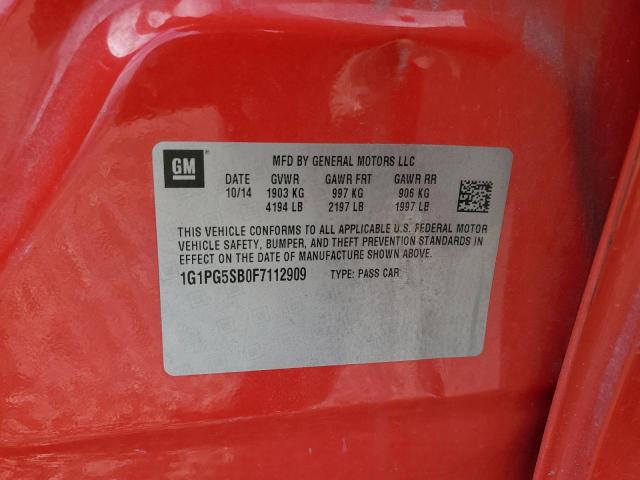 GM
MFD BY GENERAL MOTORS LLC
DATE GVWR GAWR FRT GAWR RR
10/14 1903 KG 997 KG 906 KG
4194 LB 2197 LB 1997 LB
THIS VEHICLE CONFORMS TO ALL APPLICABLE U.S. FEDERAL MOTOR
VEHICLE SAFETY, BUMPER, AND THEFT PREVENTION STANDARDS IN
EFFECT ON THE DATE OF MANUFACTURE SHOWN ABOVE.
1G1PG5SB0F7112909 TYPE: PASS CAR